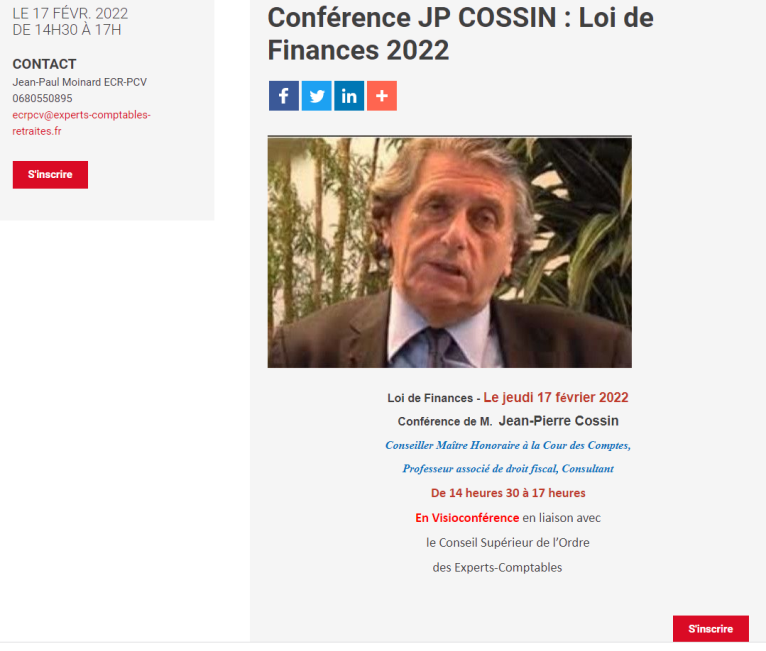 LE 17 FÉVR. 2022
DE 14H30 À 17H
CONTACT
Jean-Paul Moinard ECR-PCV
0680550895
ecrpcv@experts-comptables-
retraites.fr
S'inscrire
Conférence JP COSSIN : Loi de
Finances 2022
Loi de Finances - Le jeudi 17 février 2022
Conférence de M. Jean-Pierre Cossin
Conseiller Maître Honoraire à la Cour des Comptes,
Professeur associé de droit fiscal, Consultant
De 14 heures 30 à 17 heures
En Visioconférence en liaison avec
le Conseil Supérieur de l'Ordre
des Experts-Comptables
S'inscrire